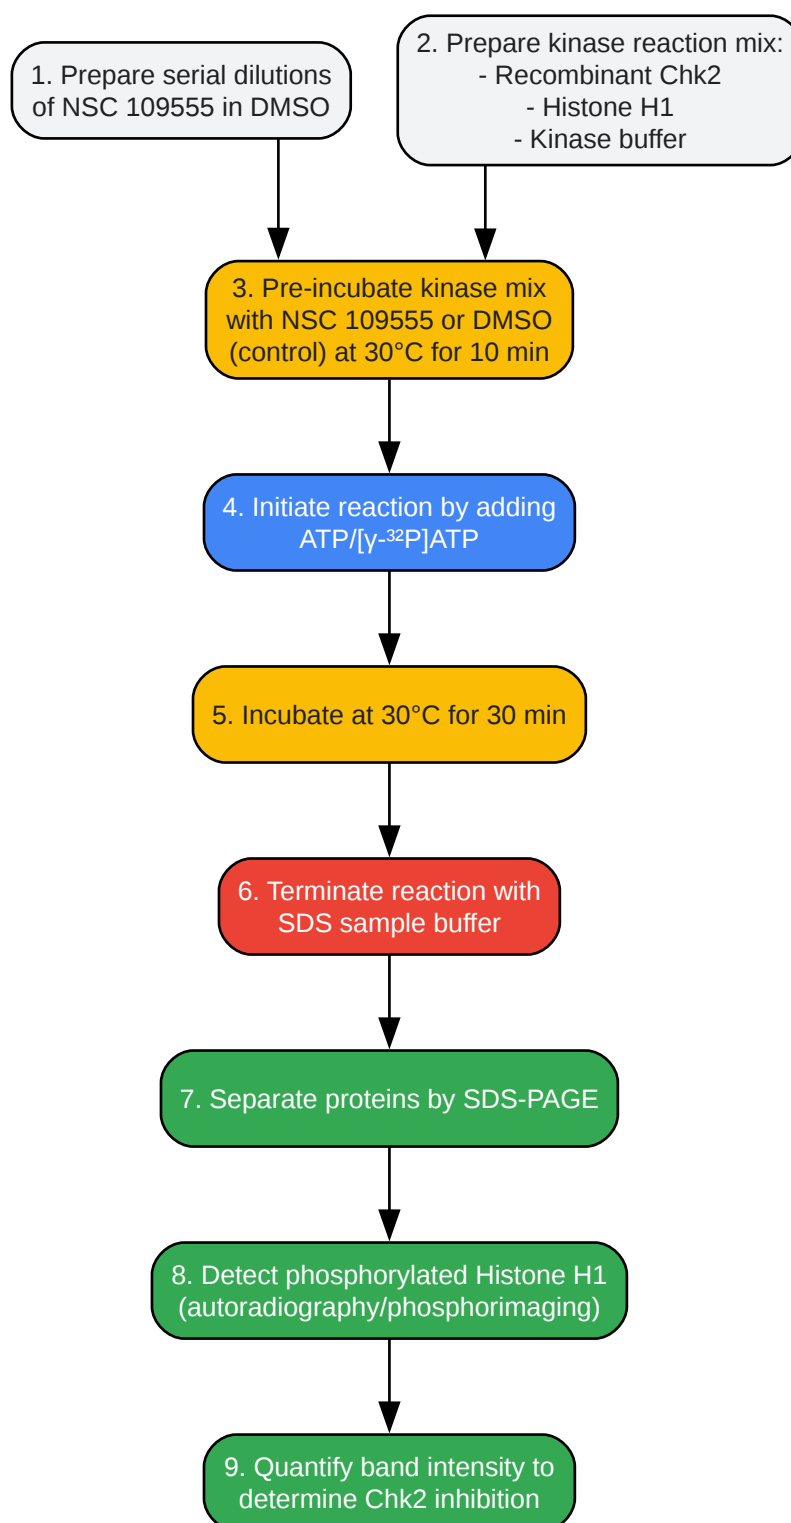 1. Prepare serial dilutions
of NSC 109555 in DMSO
2. Prepare kinase reaction mix:
- Recombinant Chk2
- Histone H1
- Kinase buffer
3. Pre-incubate kinase mix
with NSC 109555 or DMSO
(control) at 30°C for 10 min
4. Initiate reaction by adding
ATP/[γ-³²P]ATP
5. Incubate at 30°C for 30 min
6. Terminate reaction with
SDS sample buffer
7. Separate proteins by SDS-PAGE
8. Detect phosphorylated Histone H1
(autoradiography/phosphorimaging)
9. Quantify band intensity to
determine Chk2 inhibition